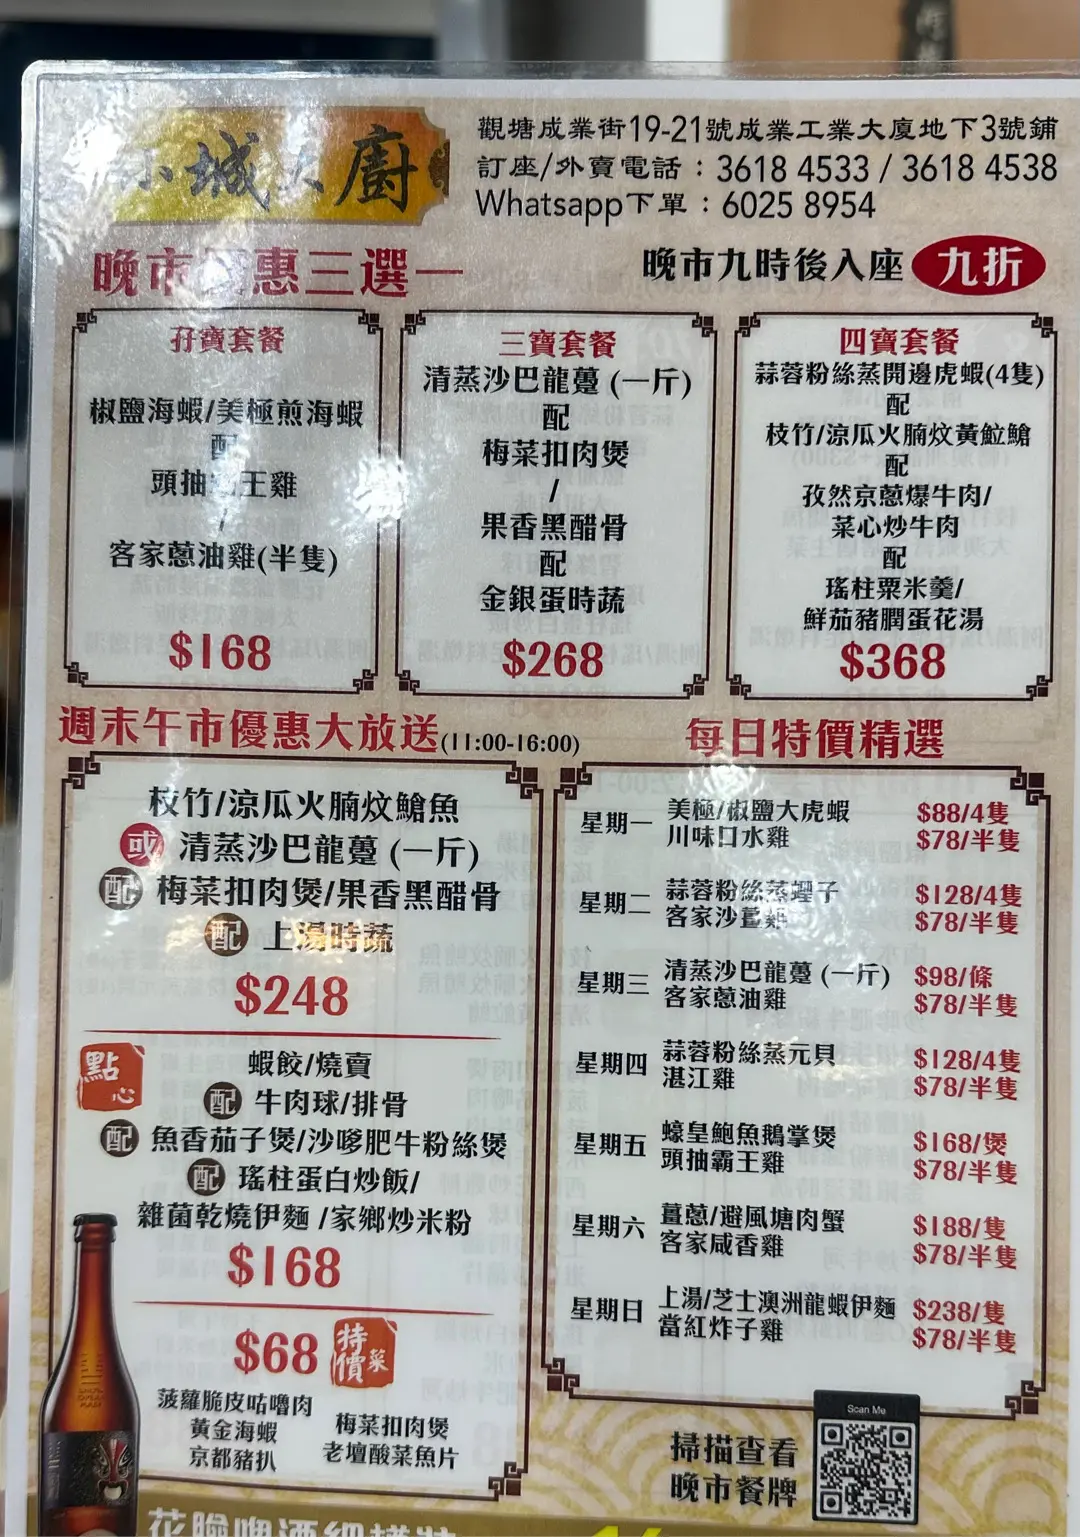 小城大廚
觀塘成業街19-21號成業工業大廈地下3號鋪
訂座/外賣電話：3618 4533 / 3618 4538
Whatsapp下單：6025 8954
晚市優惠三選一
晚市九時後入座 九折
孖寶套餐
椒鹽海蝦/美極煎海蝦
配
頭抽霸王雞
/
客家蔥油雞(半隻)
$168
三寶套餐
清蒸沙巴龍躉 (一斤)
配
梅菜扣肉煲
/
果香黑醋骨
配
金銀蛋時蔬
$268
四寶套餐
蒜蓉粉絲蒸開邊虎蝦(4隻)
配
枝竹/涼瓜火腩炆黃䱽鱠
配
孜然京蔥爆牛肉/
菜心炒牛肉
配
瑤柱粟米羹/
鮮茄豬膶蛋花湯
$368
週末午市優惠大放送(11:00-16:00)
枝竹/涼瓜火腩炆鱠魚
或 清蒸沙巴龍躉 (一斤)
配 梅菜扣肉煲/果香黑醋骨
配 上湯時蔬
$248
點心
蝦餃/燒賣
配 牛肉球/排骨
配 魚香茄子煲/沙嗲肥牛粉絲煲
配 瑤柱蛋白炒飯/
雜菌乾燒伊麵 /家鄉炒米粉
$168
$68 特價菜
菠蘿脆皮咕嚕肉
黃金海蝦
京都豬扒
梅菜扣肉煲
老壇酸菜魚片
每日特價精選
星期一 美極/椒鹽大虎蝦 $88/4隻
川味口水雞 $78/半隻
星期二 蒜蓉粉絲蒸蟶子 $128/4隻
客家沙薑雞 $78/半隻
星期三 清蒸沙巴龍躉 (一斤) $98/條
客家蔥油雞 $78/半隻
星期四 蒜蓉粉絲蒸元貝 $128/4隻
湛江雞 $78/半隻
星期五 蠔皇鮑魚鵝掌煲 $168/煲
頭抽霸王雞 $78/半隻
星期六 薑蔥/避風塘肉蟹 $188/隻
客家咸香雞 $78/半隻
星期日 上湯/芝士澳洲龍蝦伊麵 $238/隻
當紅炸子雞 $78/半隻
Scan Me
掃描查看
晚市餐牌